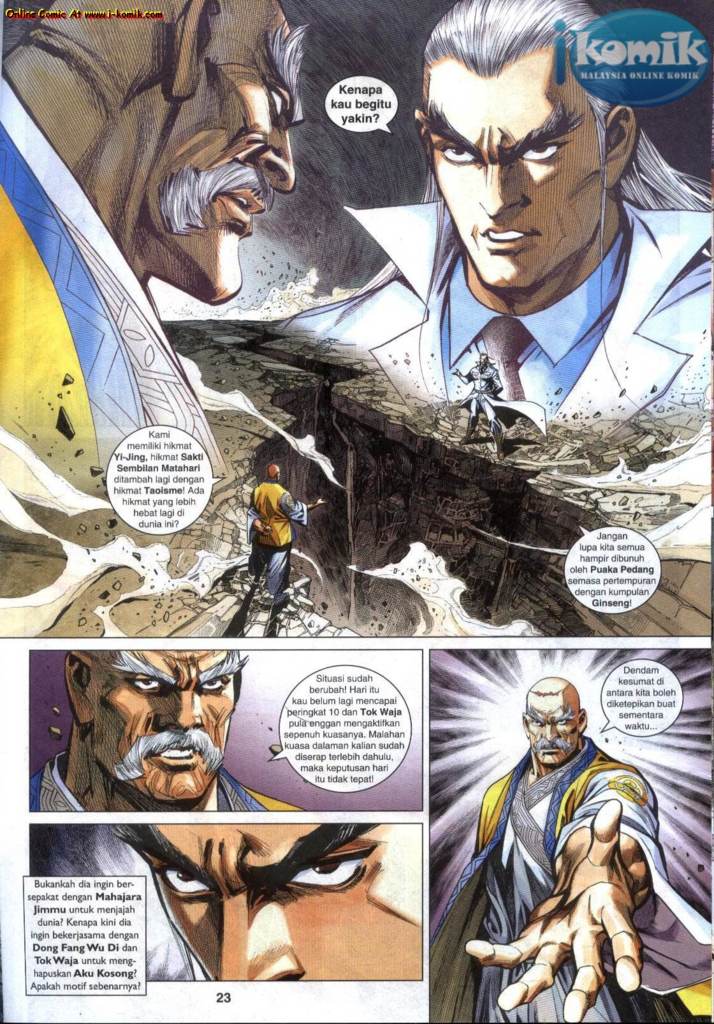 Online Comic At www.i-komik.com
ikomik
MALAYSIA ONLINE KOMIK
Kenapa
kau begitu
yakin?
Kami
memiliki hikmat
Yi-Jing, hikmat Sakti
Sembilan Matahari
ditambah lagi dengan
hikmat Taoisme! Ada
hikmat yang lebih
hebat lagi di
dunia ini?
Jangan
lupa kita semua
hampir dibunuh
oleh Puaka Pedang
semasa pertempuran
dengan kumpulan
Ginseng!
Situasi sudah
berubah! Hari itu
kau belum lagi mencapai
peringkat 10 dan Tok Waja
pula enggan mengaktifkan
sepenuh kuasanya. Malahan
kuasa dalaman kalian sudah
diserap terlebih dahulu,
maka keputusan hari
itu tidak tepat!
Dendam
kesumat di
antara kita boleh
diketepikan buat
sementara
waktu...
Bukankah dia ingin ber-
sepakat dengan Mahajara
Jimmu untuk menjajah
dunia? Kenapa kini dia
ingin bekerjasama dengan
Dong Fang Wu Di dan
Tok Waja untuk meng-
hapuskan Aku Kosong?
Apakah motif sebenarnya?
23